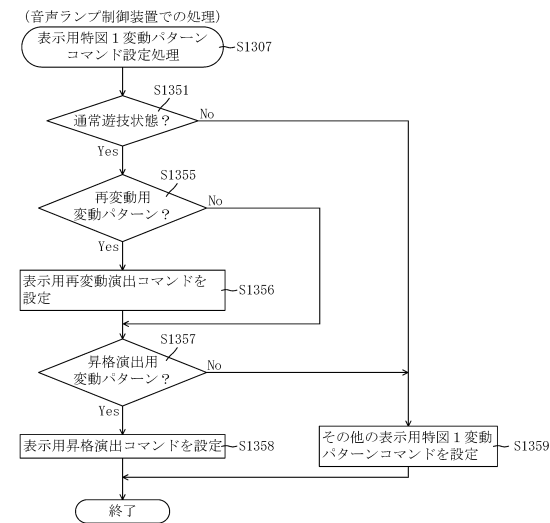 （音声ランプ制御装置での処理）
表示用特図１変動パターン
コマンド設定処理
S1307
S1351
通常遊技状態？
No
Yes
S1355
再変動用
変動パターン？
No
Yes
表示用再変動演出コマンドを
設定
S1356
S1357
昇格演出用
変動パターン？
No
Yes
表示用昇格演出コマンドを設定
S1358
その他の表示用特図１変動
パターンコマンドを設定
S1359
終了